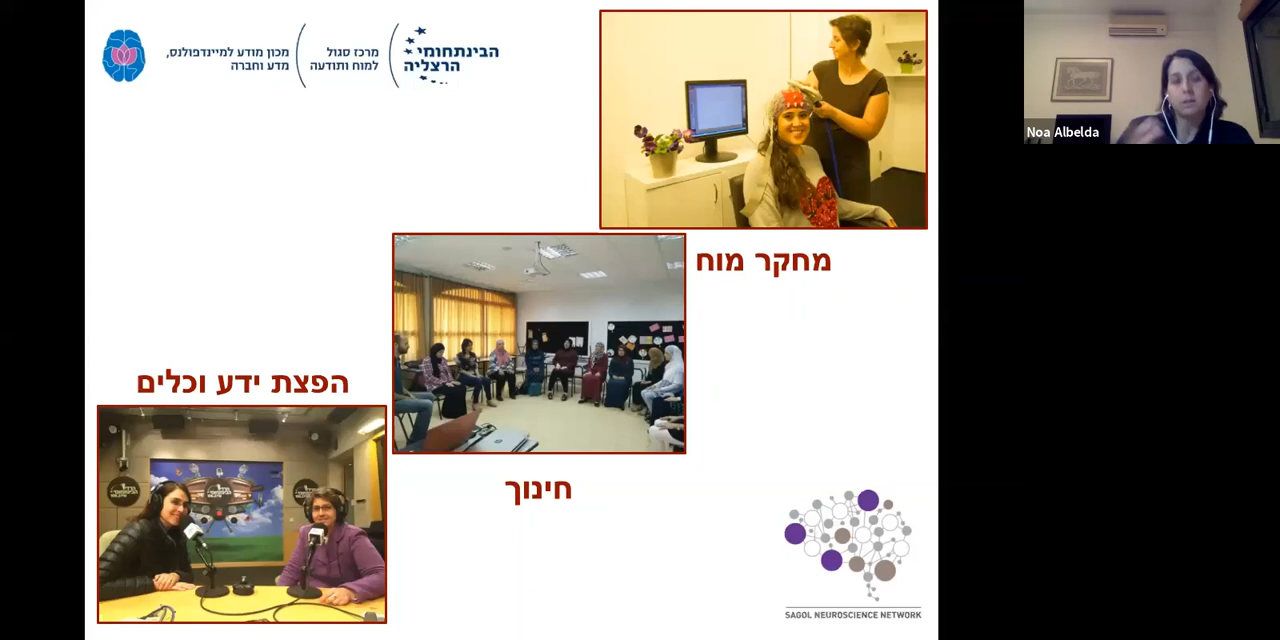 הבינתחומי
הרצליה
מרכז סגול
למוח ותודעה
מכון מודע למיינדפולנס,
מדע וחברה
Noa Albelda
מחקר מוח
הפצת ידע וכלים
חינוך
SAGOL NEUROSCIENCE NETWORK